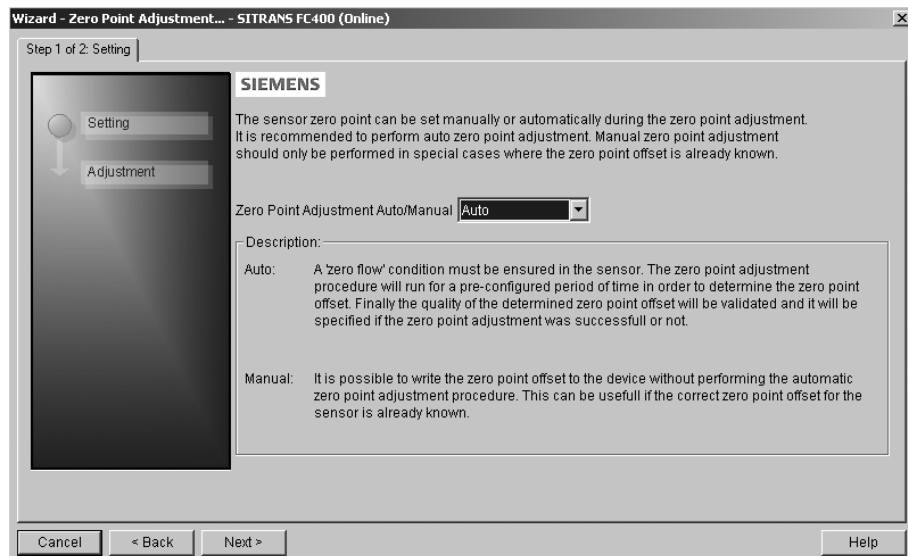 Wizard - Zero Point Adjustment... - SITRANS FC400 (Online)
Step 1 of 2: Setting
Setting
Adjustment
SIEMENS
The sensor zero point can be set manually or automatically during the zero point adjustment.
It is recommended to perform auto zero point adjustment. Manual zero point adjustment
should only be performed in special cases where the zero point offset is already known.
Zero Point Adjustment Auto/Manual Auto
Description:
Auto: A 'zero flow' condition must be ensured in the sensor. The zero point adjustment
procedure will run for a pre-configured period of time in order to determine the zero point
offset. Finally the quality of the determined zero point offset will be validated and it will be
specified if the zero point adjustment was successfull or not.
Manual: It is possible to write the zero point offset to the device without performing the automatic
zero point adjustment procedure. This can be usefull if the correct zero point offset for the
sensor is already known.
Cancel < Back Next > Help